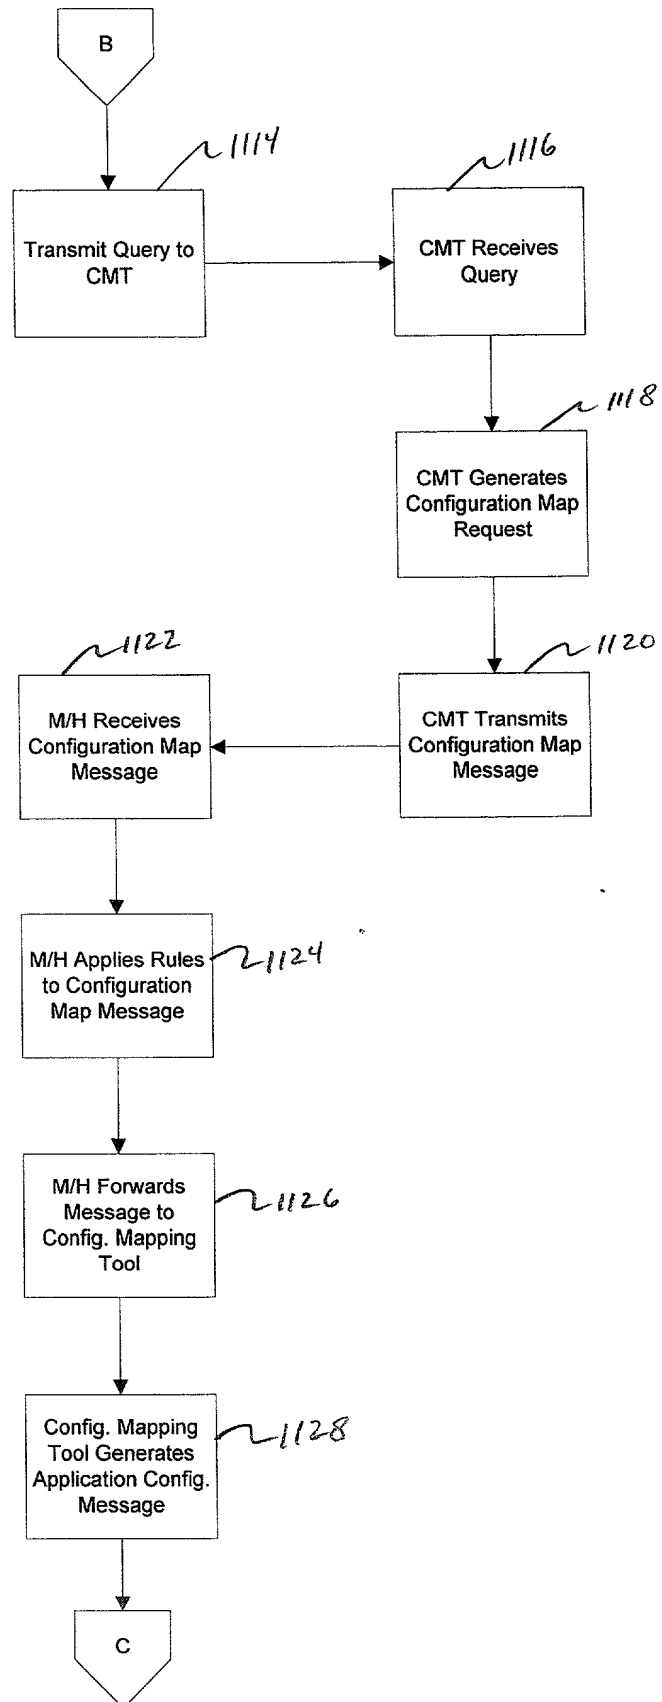 B
1114
Transmit Query to
CMT
1116
CMT Receives
Query
1118
CMT Generates
Configuration Map
Request
1120
CMT Transmits
Configuration Map
Message
1122
M/H Receives
Configuration Map
Message
M/H Applies Rules
to Configuration
Map Message
1124
M/H Forwards
Message to
Config. Mapping
Tool
1126
Config. Mapping
Tool Generates
Application Config.
Message
1128
C